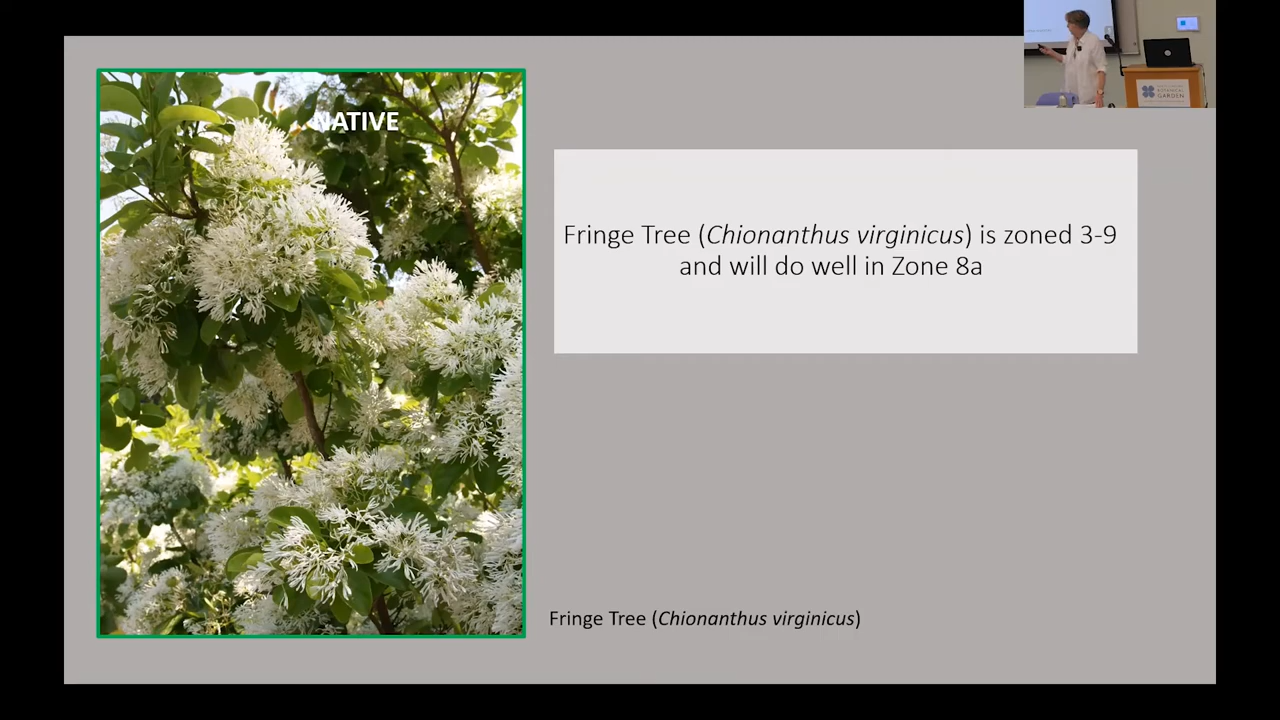 NATIVE
Fringe Tree (Chionanthus virginicus) is zoned 3-9
and will do well in Zone 8a
Fringe Tree (Chionanthus virginicus)
GARDEN